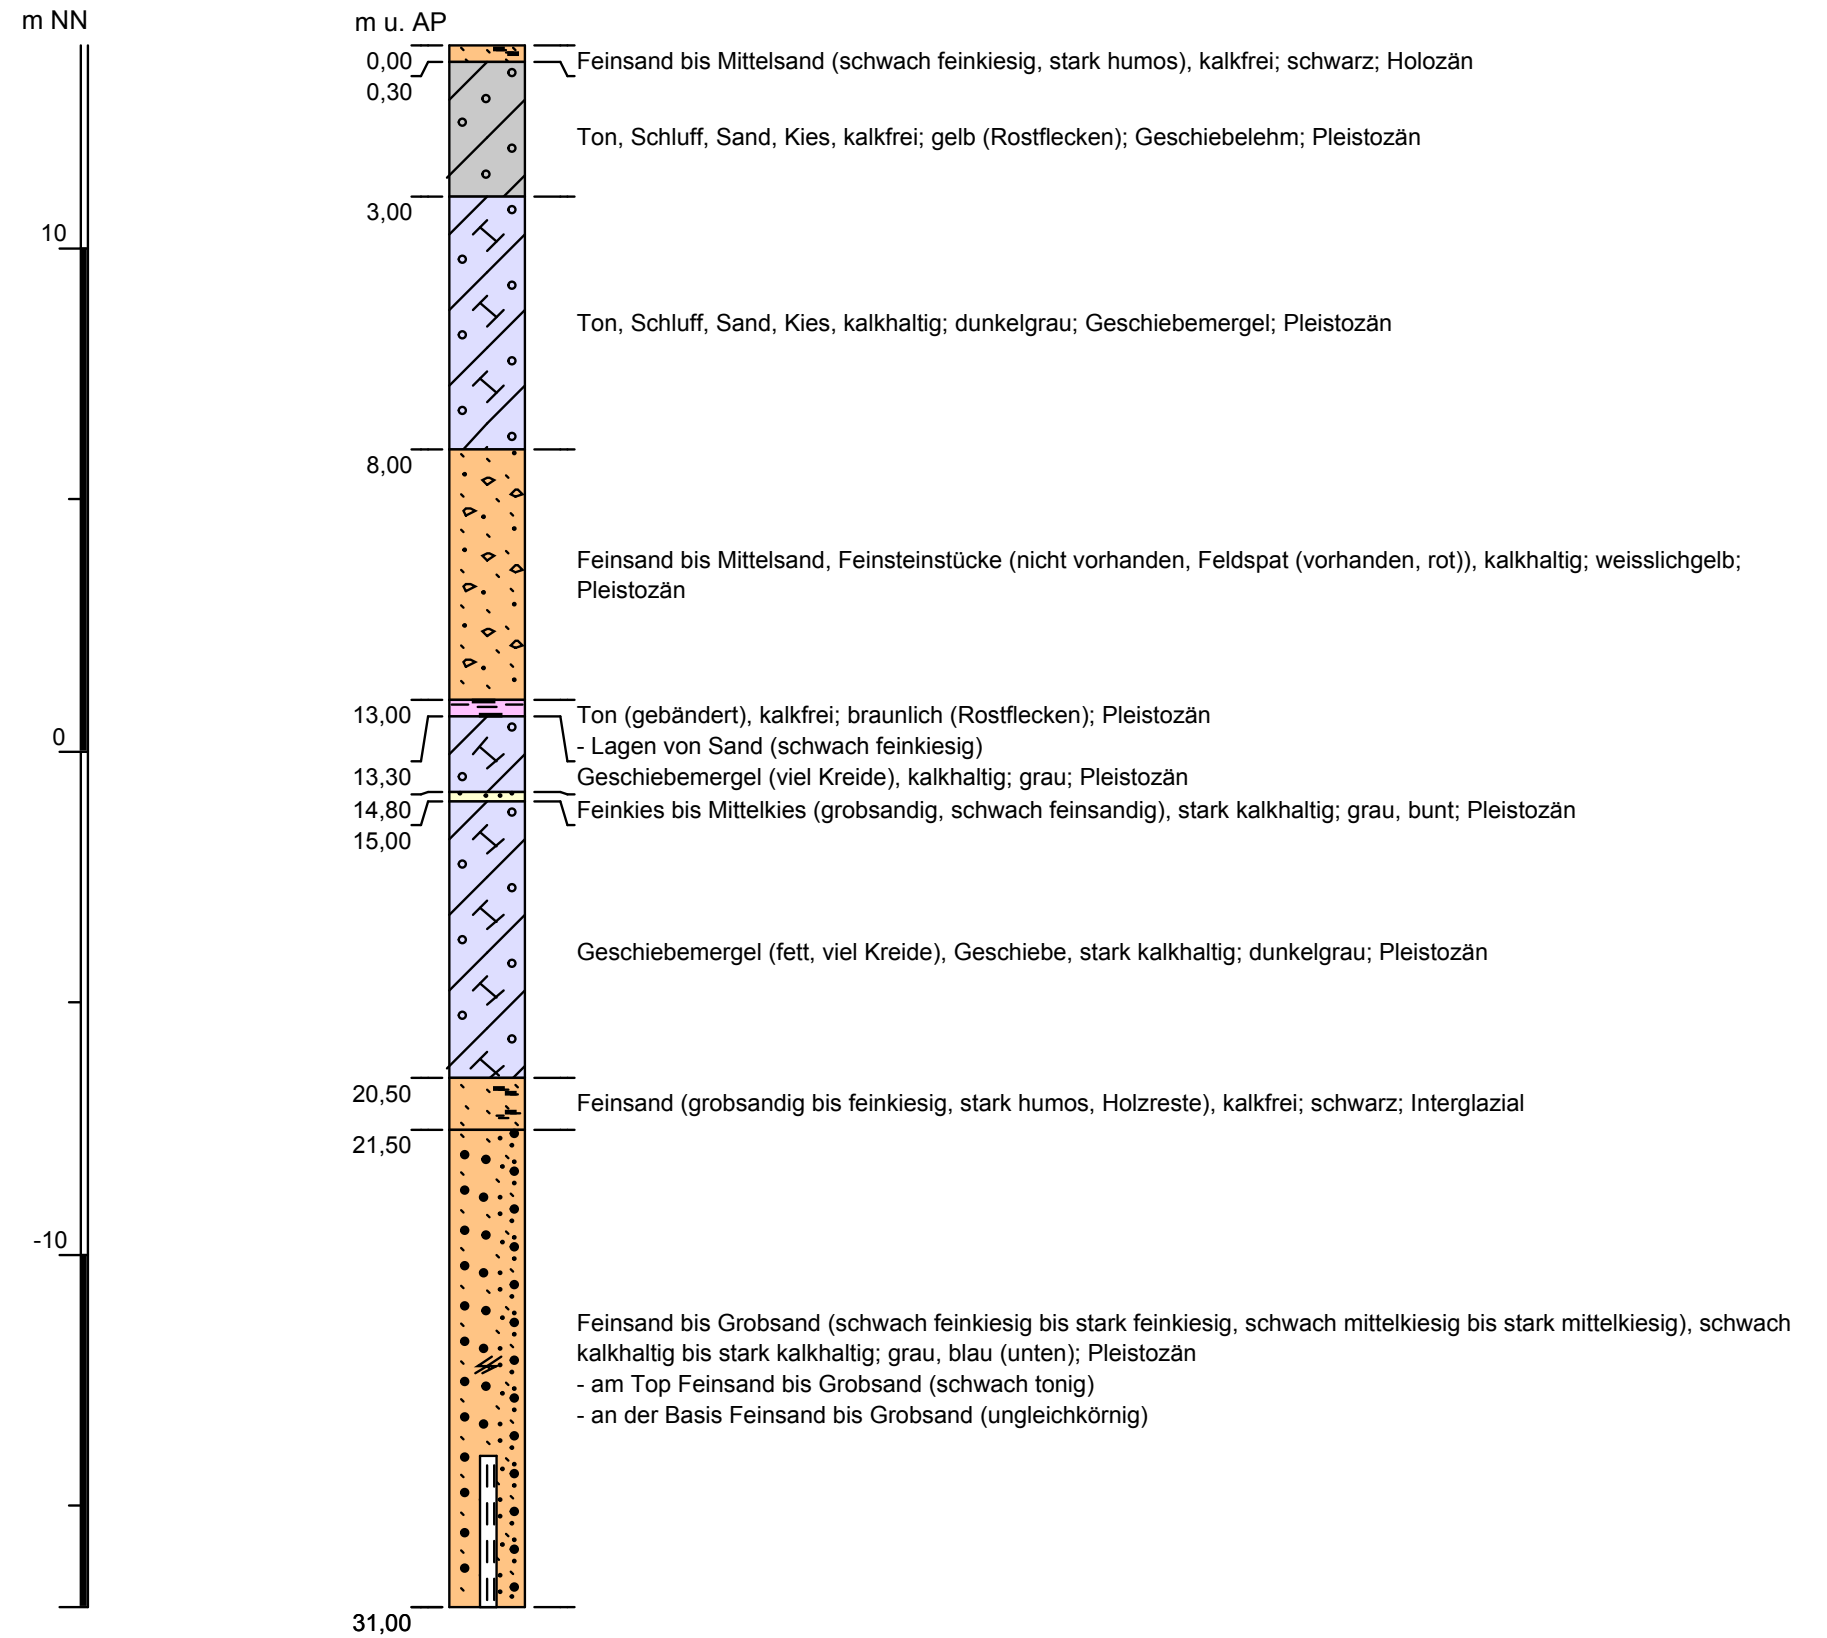 m NN
m u. AP
0,00
Feinsand bis Mittelsand (schwach feinkiesig, stark humos), kalkfrei; schwarz; Holozän
0,30
Ton, Schluff, Sand, Kies, kalkfrei; gelb (Rostflecken); Geschiebelehm; Pleistozän
3,00
10
Ton, Schluff, Sand, Kies, kalkhaltig; dunkelgrau; Geschiebemergel; Pleistozän
8,00
Feinsand bis Mittelsand, Feinsteinstücke (nicht vorhanden, Feldspat (vorhanden, rot)), kalkhaltig; weisslichgelb;
Pleistozän
13,00
Ton (gebändert), kalkfrei; braunlich (Rostflecken); Pleistozän
0
- Lagen von Sand (schwach feinkiesig)
13,30
Geschiebemergel (viel Kreide), kalkhaltig; grau; Pleistozän
14,80
Feinkies bis Mittelkies (grobsandig, schwach feinsandig), stark kalkhaltig; grau, bunt; Pleistozän
15,00
Geschiebemergel (fett, viel Kreide), Geschiebe, stark kalkhaltig; dunkelgrau; Pleistozän
20,50
Feinsand (grobsandig bis feinkiesig, stark humos, Holzreste), kalkfrei; schwarz; Interglazial
21,50
-10
Feinsand bis Grobsand (schwach feinkiesig bis stark feinkiesig, schwach mittelkiesig bis stark mittelkiesig), schwach
kalkhaltig bis stark kalkhaltig; grau, blau (unten); Pleistozän
- am Top Feinsand bis Grobsand (schwach tonig)
- an der Basis Feinsand bis Grobsand (ungleichkörnig)
31,00